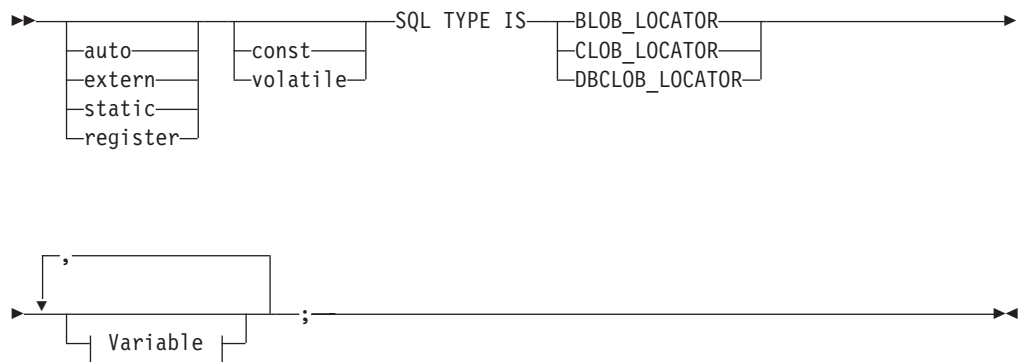 SQL TYPE IS BLOB_LOCATOR
auto const CLOB_LOCATOR
extern volatile DBCLOB_LOCATOR
static
register
,
;
Variable